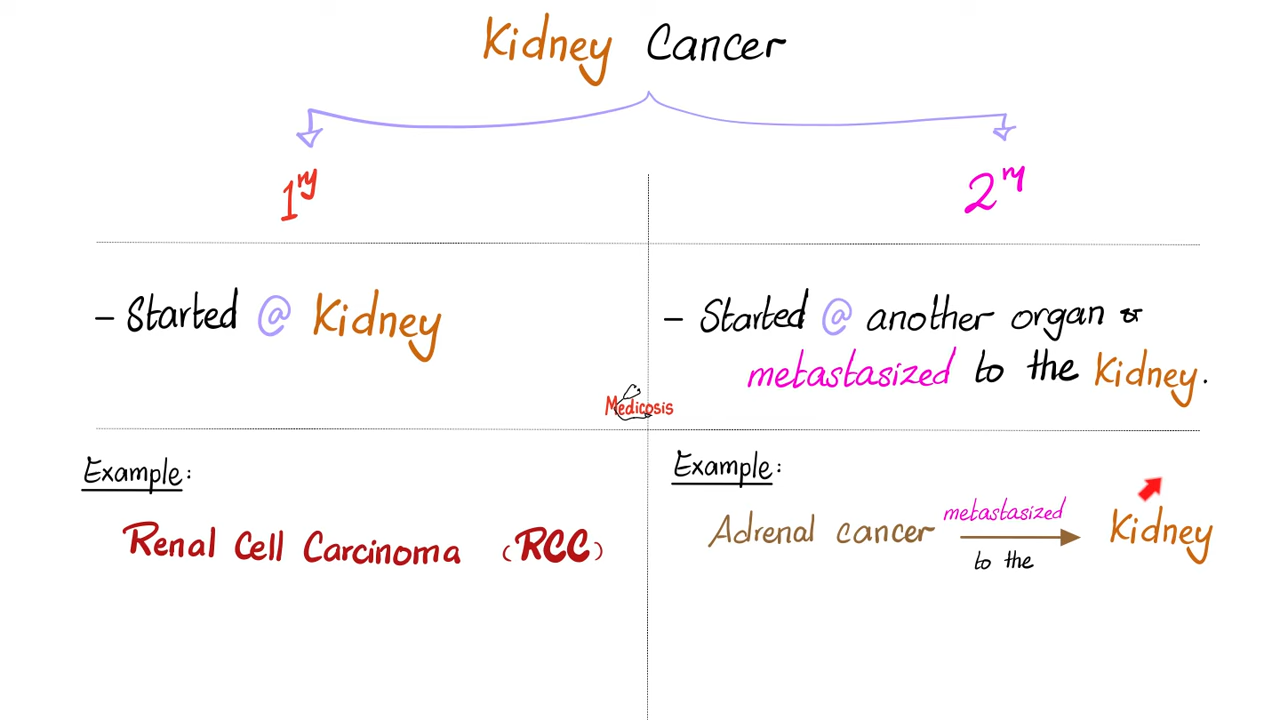 Kidney Cancer
1ry
2ry
- Started @ Kidney
- Started @ another organ &
metastasized to the Kidney.
Medicosis
Example:
Renal Cell Carcinoma (RCC)
Example:
Adrenal cancer metastasized to the Kidney